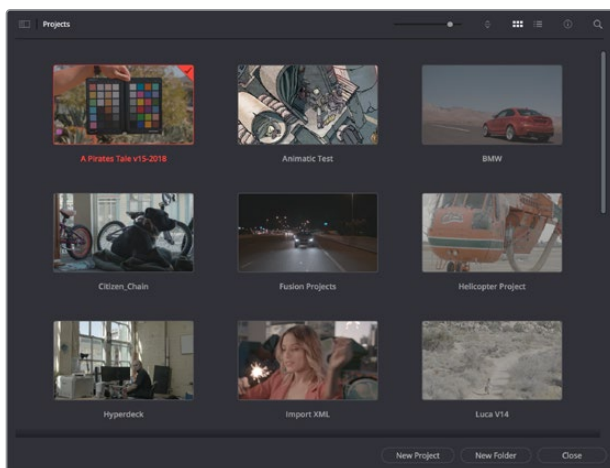 Projects
A Pirates Tale v15-2018
Animatic Test
BMW
Citizen_Chain
Fusion Projects
Helicopter Project
Hyperdeck
Import XML
Luca V14
New Project
New Folder
Close